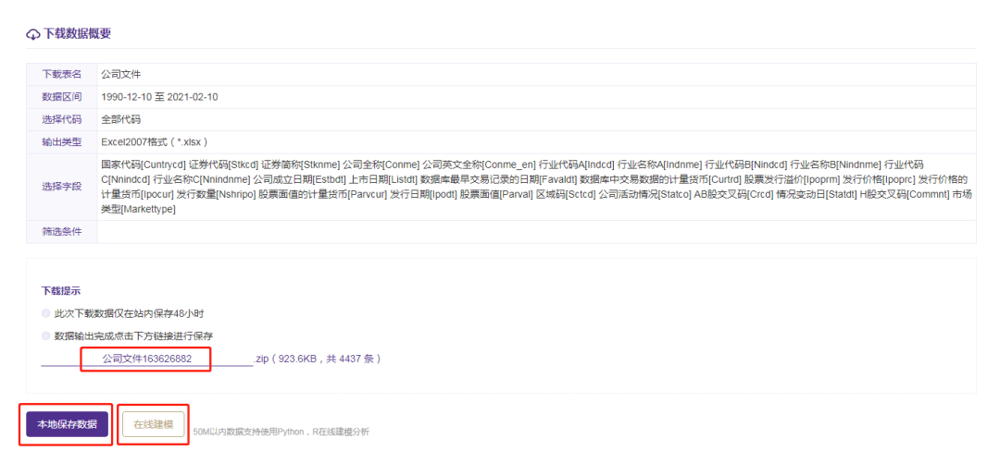 下载数据概要
下载表名 公司文件
数据区间 1990-12-10 至 2021-02-10
选择代码 全部代码
输出类型 Excel2007格式 ( *.xlsx )
选择字段 国家代码[Cuntrycd] 证券代码[Stkcd] 证券简称[Stknme] 公司全称[Conme] 公司英文全称[Conme_en] 行业代码A[Indcd] 行业名称A[Indnme] 行业代码B[Nindcd] 行业名称B[Nindnme] 行业代码
C[Nnindcd] 行业名称C[Nnindnme] 公司成立日期[Estbdt] 上市日期[Listdt] 数据库最早交易记录的日期[Favaldt] 数据库中交易数据的计量货币[Curtrd] 股票发行溢价[Ipoprm] 发行价格[Ipoprc] 发行价格的
计量货币[Ipocur] 发行数量[Nshripo] 股票面值的计量货币[Parvcur] 发行日期[Ipodt] 股票面值[Parval] 区域码[Sctcd] 公司活动情况[Statco] AB股交叉码[Crcd] 情况变动日[Statdt] H股交叉码[Commnt] 市场
类型[Markettype]
筛选条件
下载提示
此次下载数据仅在站内保存48小时
数据输出完成点击下方链接进行保存
公司文件163626882 .zip ( 923.6KB , 共 4437 条 )
本地保存数据 在线建模 50M以内数据支持使用Python , R在线建模分析